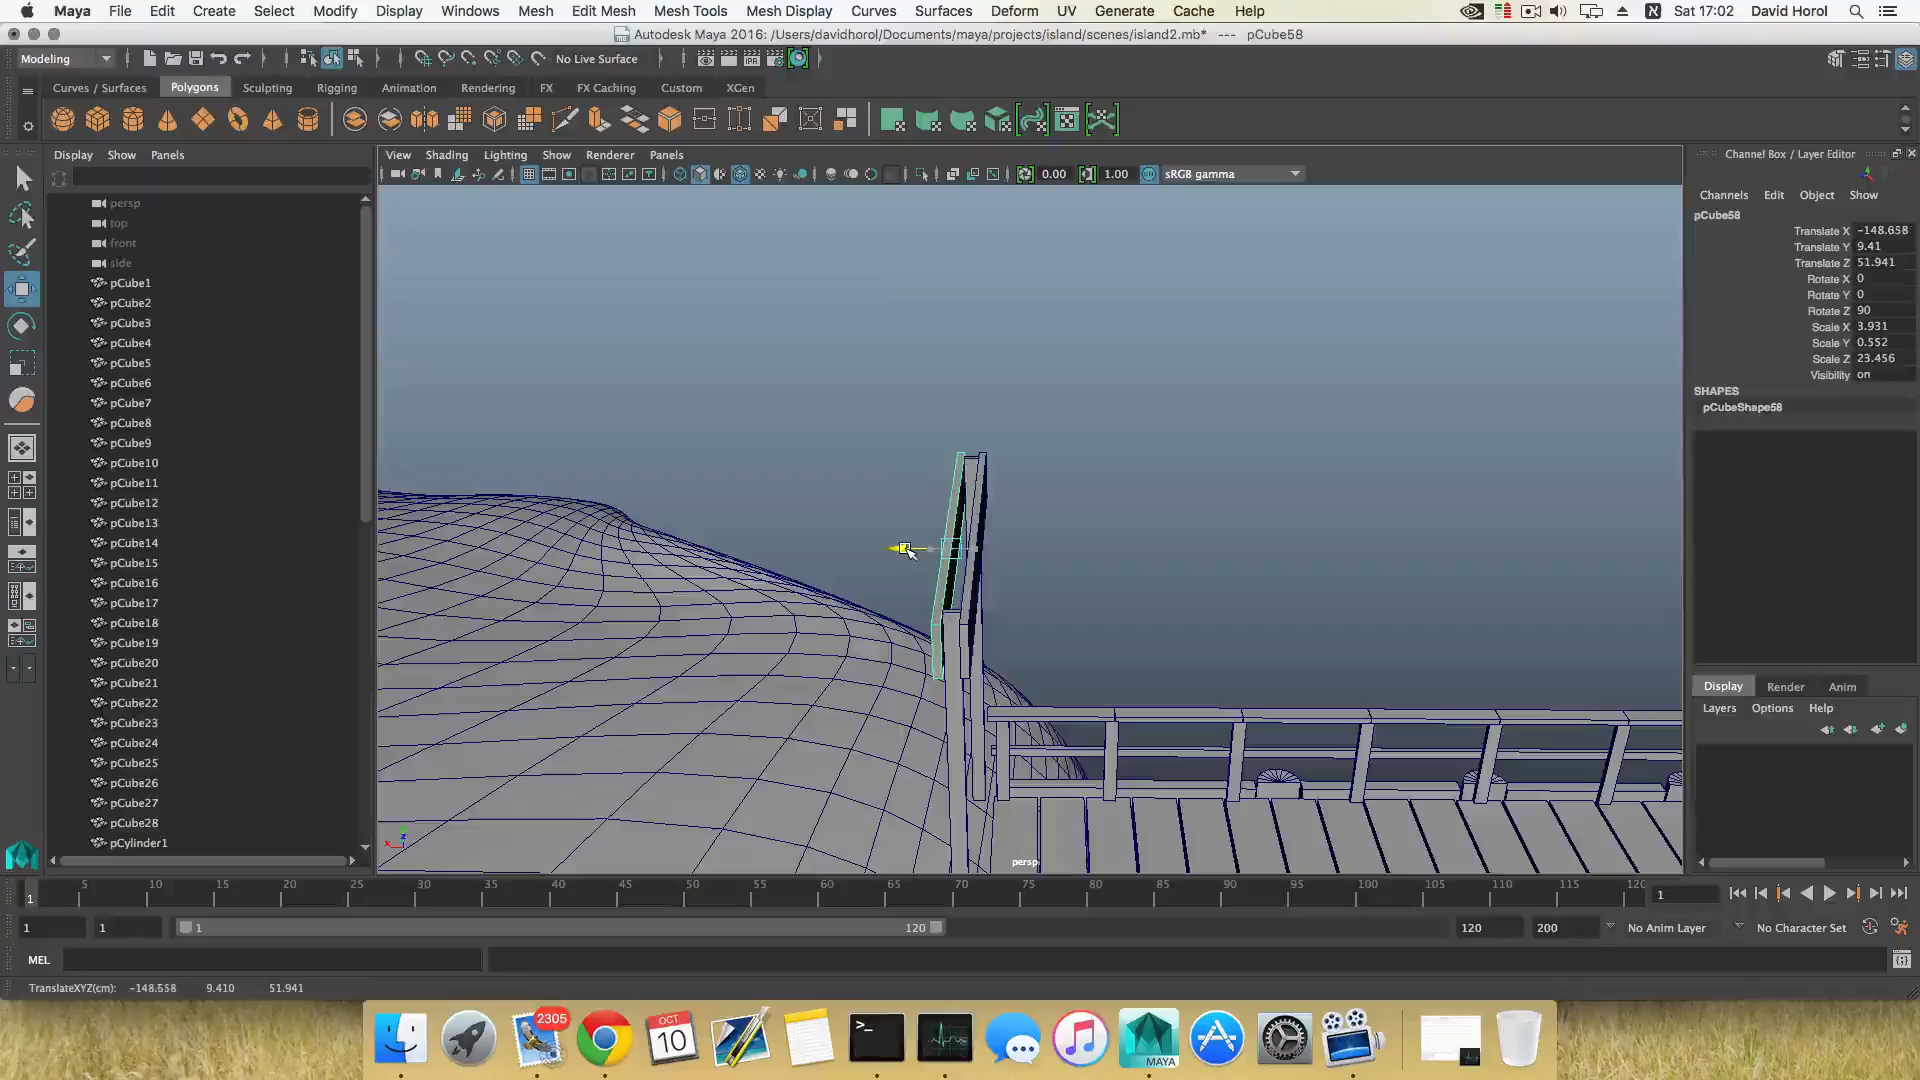 Maya File Edit Create Select Modify Display Windows Mesh Edit Mesh Mesh Tools Mesh Display Curves Surfaces Deform UV Generate Cache Help Sat 17:02 David Horol
Autodesk Maya 2016: /Users/davidhorol/Documents/maya/projects/island/scenes/island2.mb* --- pCube58
Modeling No Live Surface
Curves / Surfaces Polygons Sculpting Rigging Animation Rendering FX FX Caching Custom XGen
Display Show Panels
View Shading Lighting Show Renderer Panels
0.00 1.00 sRGB gamma
persp
top
front
side
pCube1
pCube2
pCube3
pCube4
pCube5
pCube6
pCube7
pCube8
pCube9
pCube10
pCube11
pCube12
pCube13
pCube14
pCube15
pCube16
pCube17
pCube18
pCube19
pCube20
pCube21
pCube22
pCube23
pCube24
pCube25
pCube26
pCube27
pCube28
pCylinder1
persp
Channel Box / Layer Editor
Channels Edit Object Show
pCube58
Translate X -148.658
Translate Y 9.41
Translate Z 51.941
Rotate X 0
Rotate Y 0
Rotate Z 90
Scale X 3.931
Scale Y 0.552
Scale Z 23.456
Visibility on
SHAPES
pCubeShape58
Display Render Anim
Layers Options Help
1 5 10 15 20 25 30 35 40 45 50 55 60 65 70 75 80 85 90 95 100 105 110 115 120 1
1 1 1 120 120 200 No Anim Layer No Character Set
MEL
TranslateXYZ(cm): -148.658 9.410 51.941
2305
OCT
10
MAYA